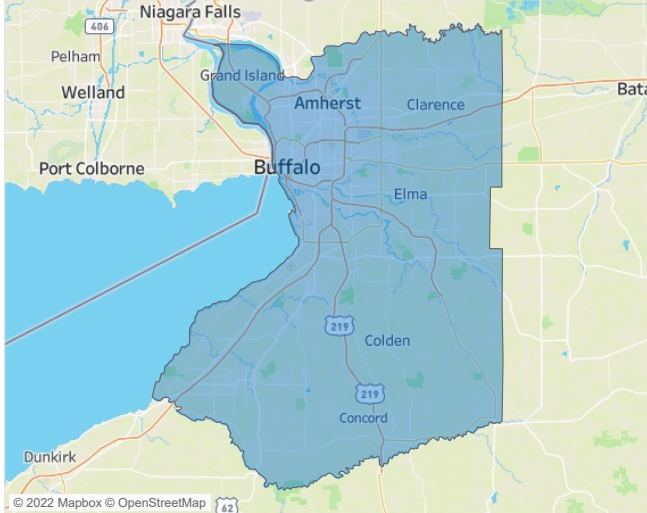 Niagara Falls
406
Pelham
Grand Island
Welland
Amherst
Clarence
Bata
Port Colborne
Buffalo
Elma
219
Colden
219
Concord
Dunkirk
© 2022 Mapbox © OpenStreetMap
62